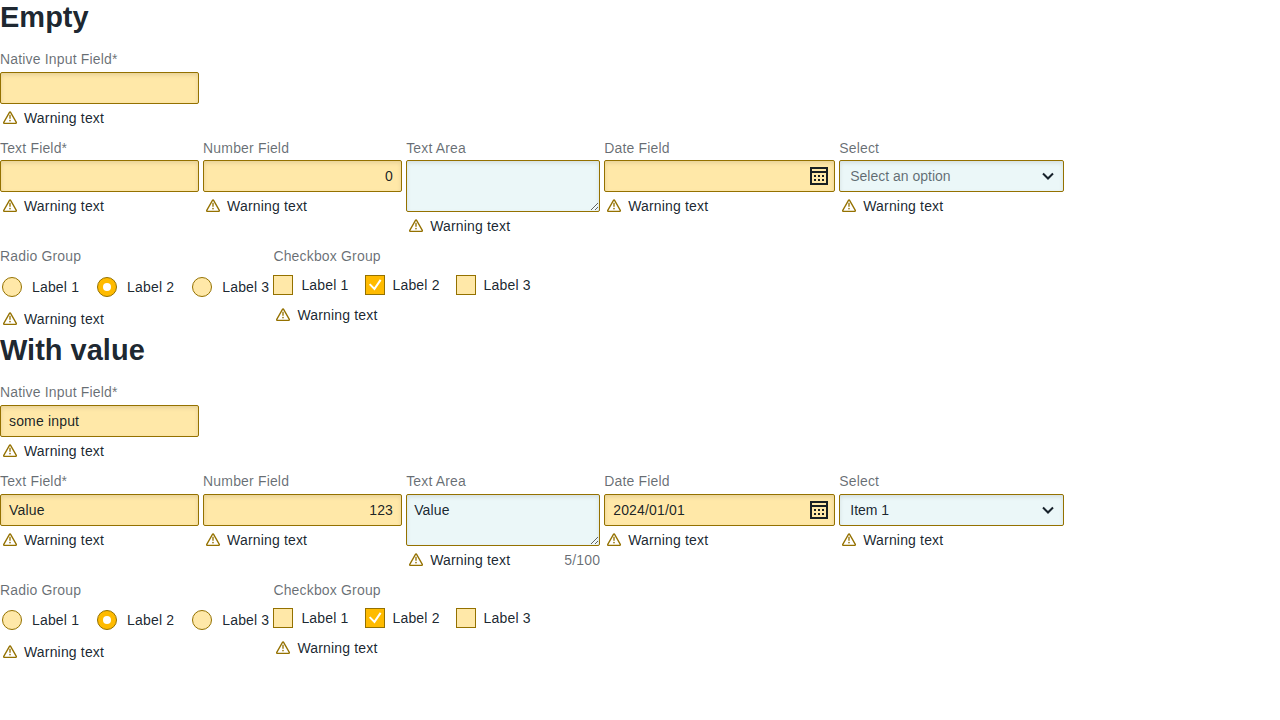 Empty
Native Input Field*
Warning text
Text Field* Number Field Text Area Date Field Select
0 Select an option
Warning text Warning text Warning text Warning text
Warning text
Radio Group Checkbox Group
Label 1 Label 2 Label 3 Label 1 Label 2 Label 3
Warning text Warning text
With value
Native Input Field*
some input
Warning text
Text Field* Number Field Text Area Date Field Select
Value 123 Value 2024/01/01 Item 1
Warning text Warning text Warning text Warning text
Warning text 5/100
Radio Group Checkbox Group
Label 1 Label 2 Label 3 Label 1 Label 2 Label 3
Warning text Warning text